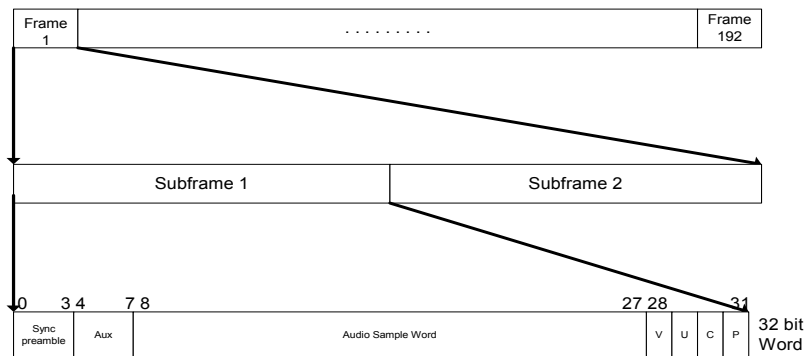 Frame 1
. . . . . . . . .
Frame 192
Subframe 1
Subframe 2
0 3 4 7 8 27 28 31
Sync preamble
Aux
Audio Sample Word
V
U
C
P
32 bit Word